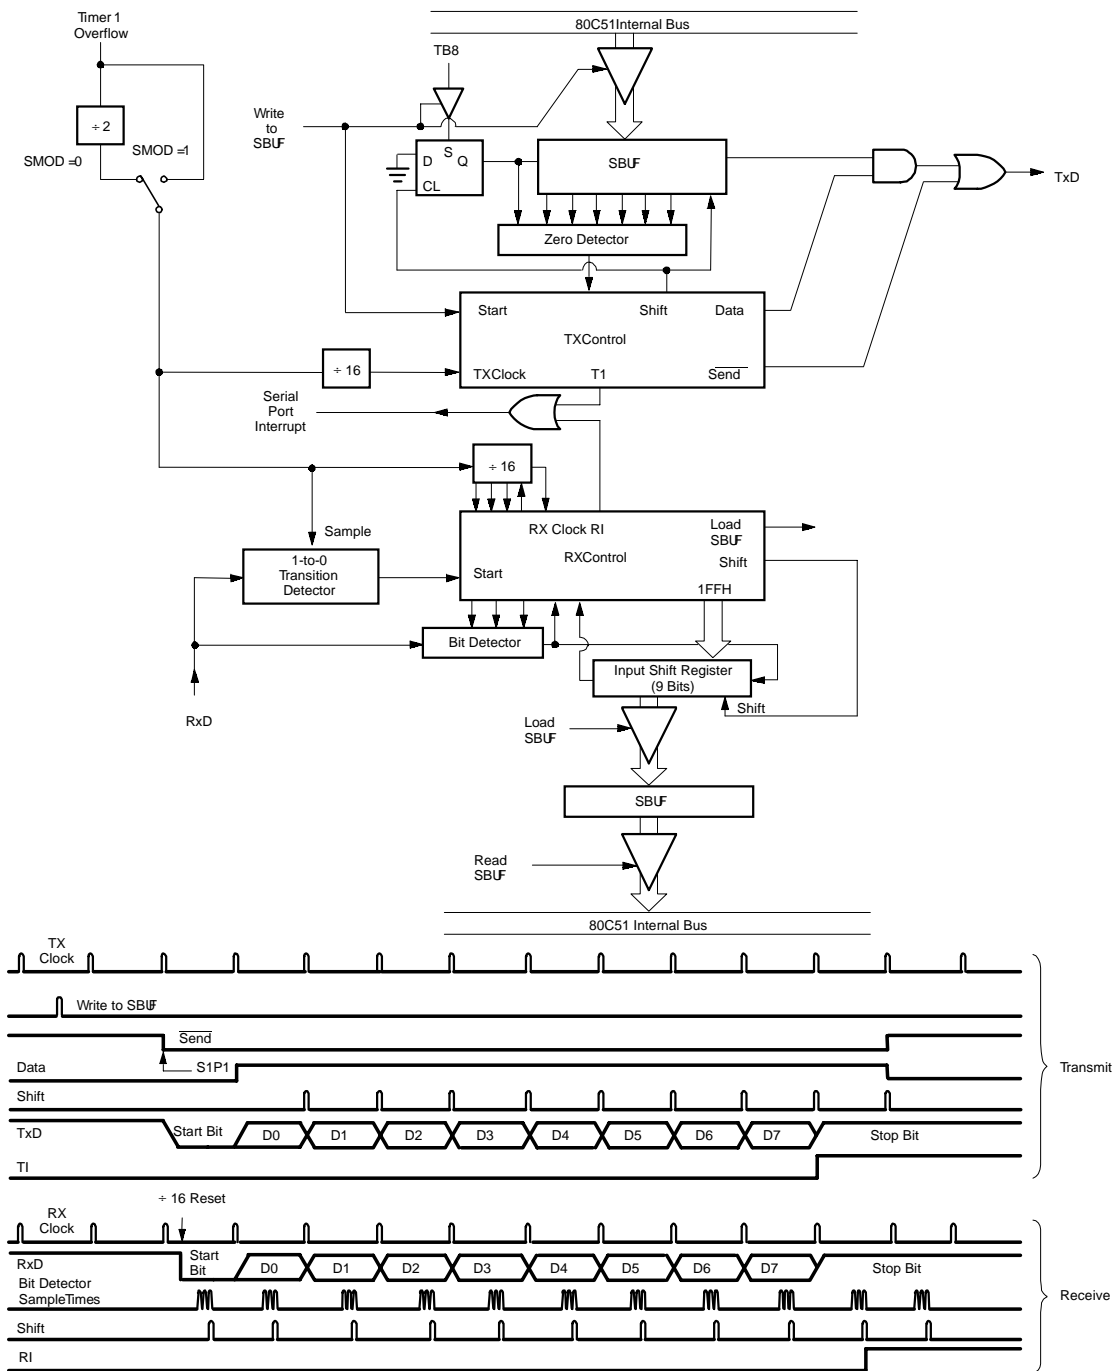 Timer 1
Overflow
80C51Internal Bus
TB8
÷ 2
Write
to
SBUF
SMOD =0
SMOD =1
D
S
Q
CL
SBUF
TxD
Zero Detector
Start
Shift
Data
TXControl
÷ 16
TXClock
T1
Send
Serial
Port
Interrupt
÷ 16
Sample
RX Clock RI
Load
SBUF
RXControl
Shift
1-to-0
Transition
Detector
Start
1FFH
Bit Detector
Input Shift Register
(9 Bits)
RxD
Shift
Load
SBUF
SBUF
Read
SBUF
80C51 Internal Bus
TX
Clock
Write to SBUF
Send
Data
S1P1
Transmit
Shift
TxD
Start Bit
D0
D1
D2
D3
D4
D5
D6
D7
Stop Bit
TI
÷ 16 Reset
RX
Clock
RxD
Start
Bit
D0
D1
D2
D3
D4
D5
D6
D7
Stop Bit
Bit Detector
SampleTimes
Receive
Shift
RI